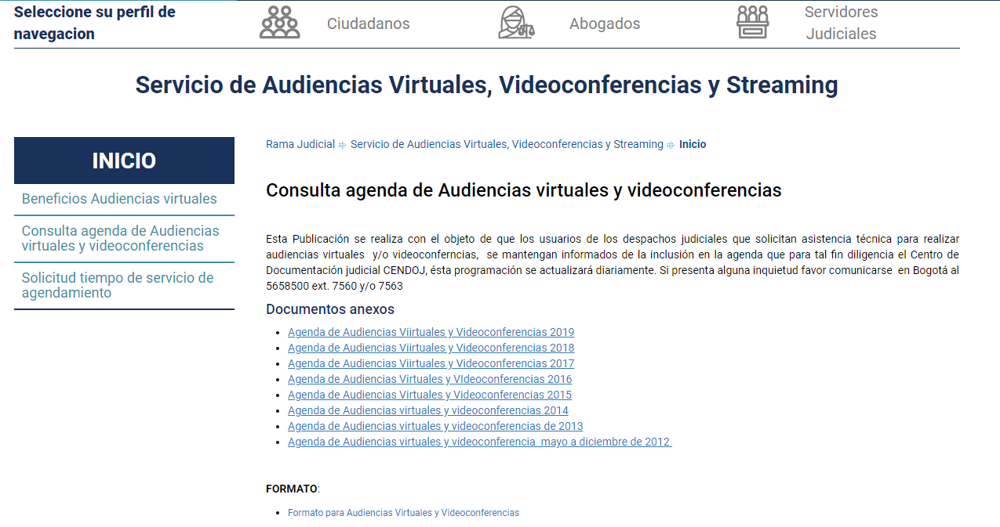 Seleccione su perfil de
navegacion
Ciudadanos
Abogados
Servidores
Judiciales
Servicio de Audiencias Virtuales, Videoconferencias y Streaming
INICIO
Beneficios Audiencias virtuales
Consulta agenda de Audiencias
virtuales y videoconferencias
Solicitud tiempo de servicio de
agendamiento
Rama Judicial Servicio de Audiencias Virtuales, Videoconferencias y Streaming Inicio
Consulta agenda de Audiencias virtuales y videoconferencias
Esta Publicación se realiza con el objeto de que los usuarios de los despachos judiciales que solicitan asistencia técnica para realizar
audiencias virtuales y/o videoconferncias, se mantengan informados de la inclusión en la agenda que para tal fin diligencia el Centro de
Documentación judicial CENDOJ, ésta programación se actualizará diariamente. Si presenta alguna inquietud favor comunicarse en Bogotá al
5658500 ext. 7560 y/o 7563
Documentos anexos
Agenda de Audiencias Viirtuales y Videoconferencias 2019
Agenda de Audiencias Viirtuales y Videoconferencias 2018
Agenda de Audiencias Viirtuales y Videoconferencias 2017
Agenda de Audiencias Virtuales y VIdeoconferencias 2016
Agenda de Audiencias Virtuales y Videoconferencias 2015
Agenda de Audiencias virtuales y videoconferencias 2014
Agenda de Audiencias virtuales y videoconferencias de 2013
Agenda de Audiencias virtuales y videoconferencia mayo a diciembre de 2012
FORMATO:
Formato para Audiencias Virtuales y Videoconferencias